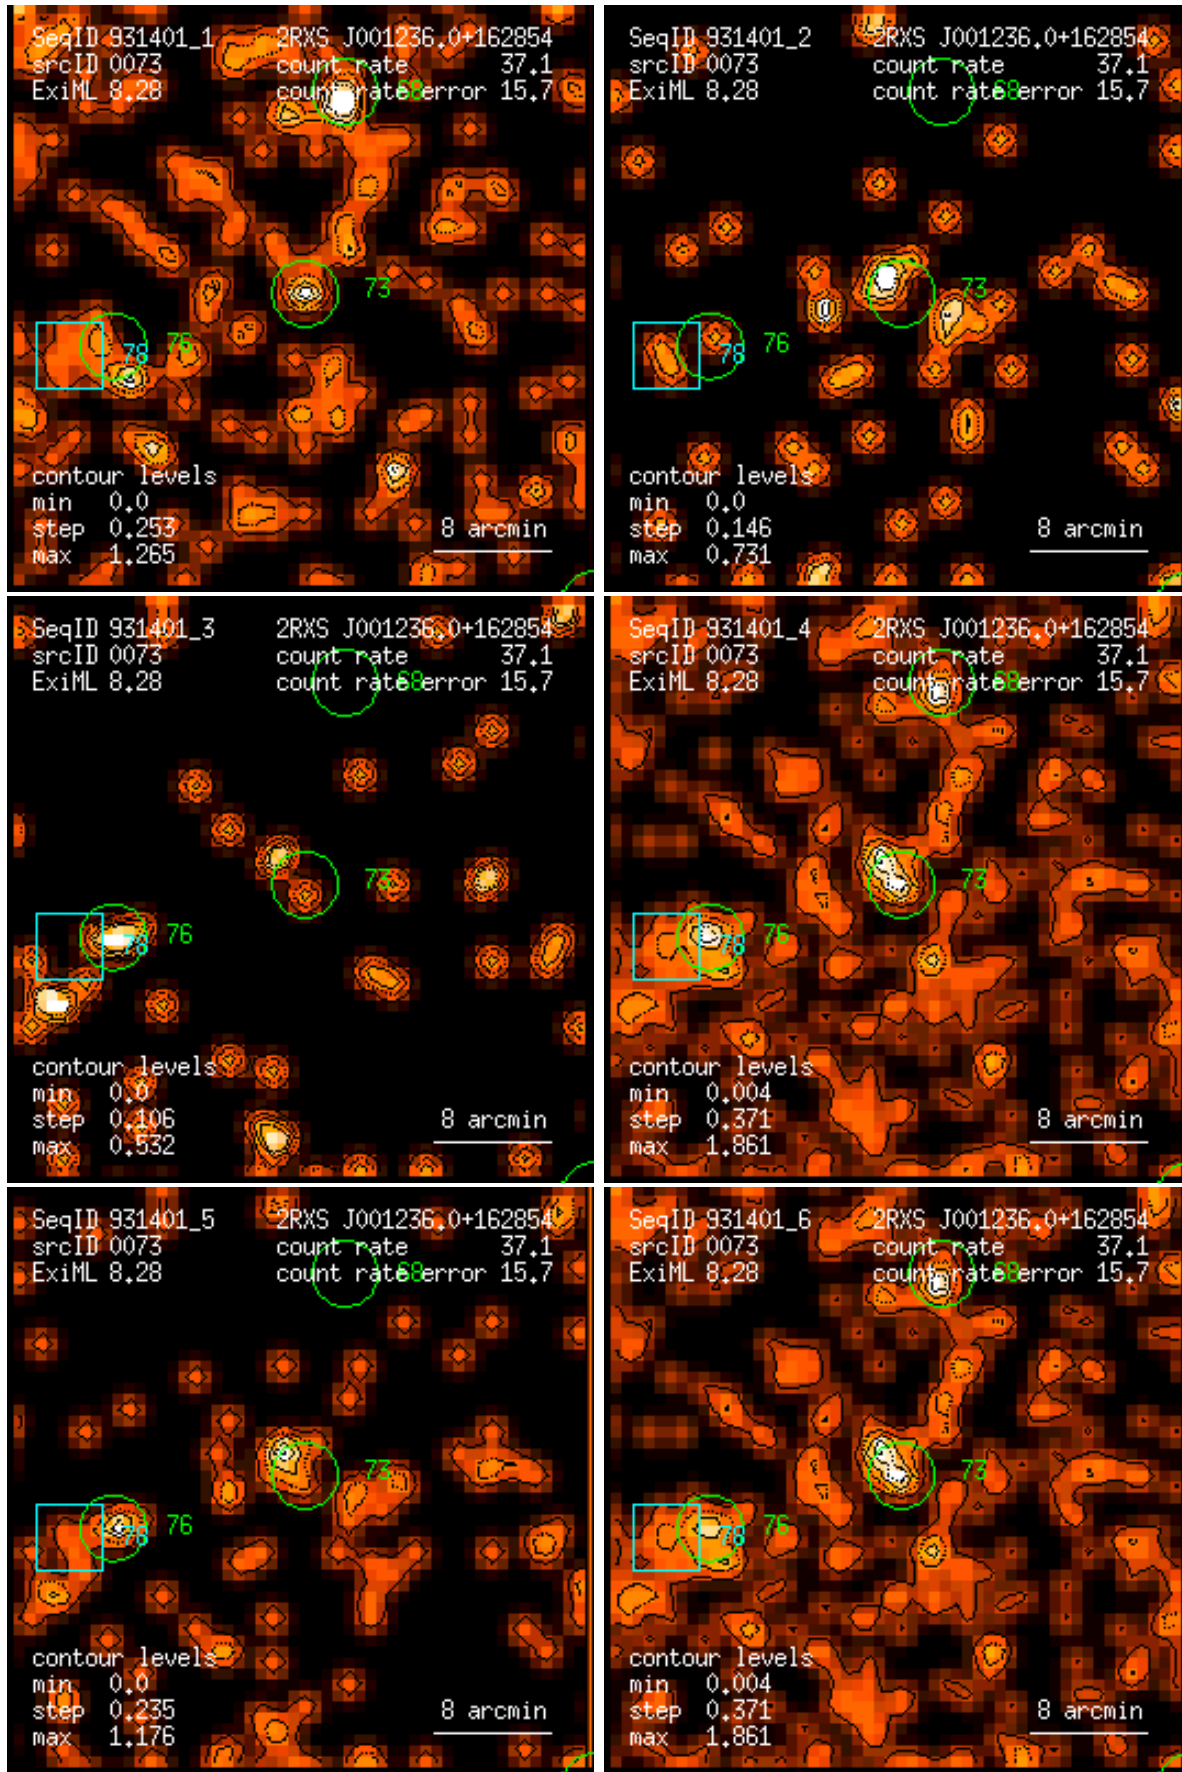 SeqID 931401_1 2RXS J001236.0+162854
srcID 0073 count rate 37.1
ExiML 8.28 count rate error 15.7
68
73
76
78
contour levels
min 0.0
step 0.253
max 1.265
8 arcmin
SeqID 931401_2 2RXS J001236.0+162854
srcID 0073 count rate 37.1
ExiML 8.28 count rate error 15.7
68
73
76
78
contour levels
min 0.0
step 0.146
max 0.731
8 arcmin
SeqID 931401_3 2RXS J001236.0+162854
srcID 0073 count rate 37.1
ExiML 8.28 count rate error 15.7
68
73
76
78
contour levels
min 0.0
step 0.106
max 0.532
8 arcmin
SeqID 931401_4 2RXS J001236.0+162854
srcID 0073 count rate 37.1
ExiML 8.28 count rate error 15.7
68
73
76
78
contour levels
min 0.004
step 0.371
max 1.861
8 arcmin
SeqID 931401_5 2RXS J001236.0+162854
srcID 0073 count rate 37.1
ExiML 8.28 count rate error 15.7
68
73
76
78
contour levels
min 0.0
step 0.235
max 1.176
8 arcmin
SeqID 931401_6 2RXS J001236.0+162854
srcID 0073 count rate 37.1
ExiML 8.28 count rate error 15.7
68
73
76
78
contour levels
min 0.004
step 0.371
max 1.861
8 arcmin